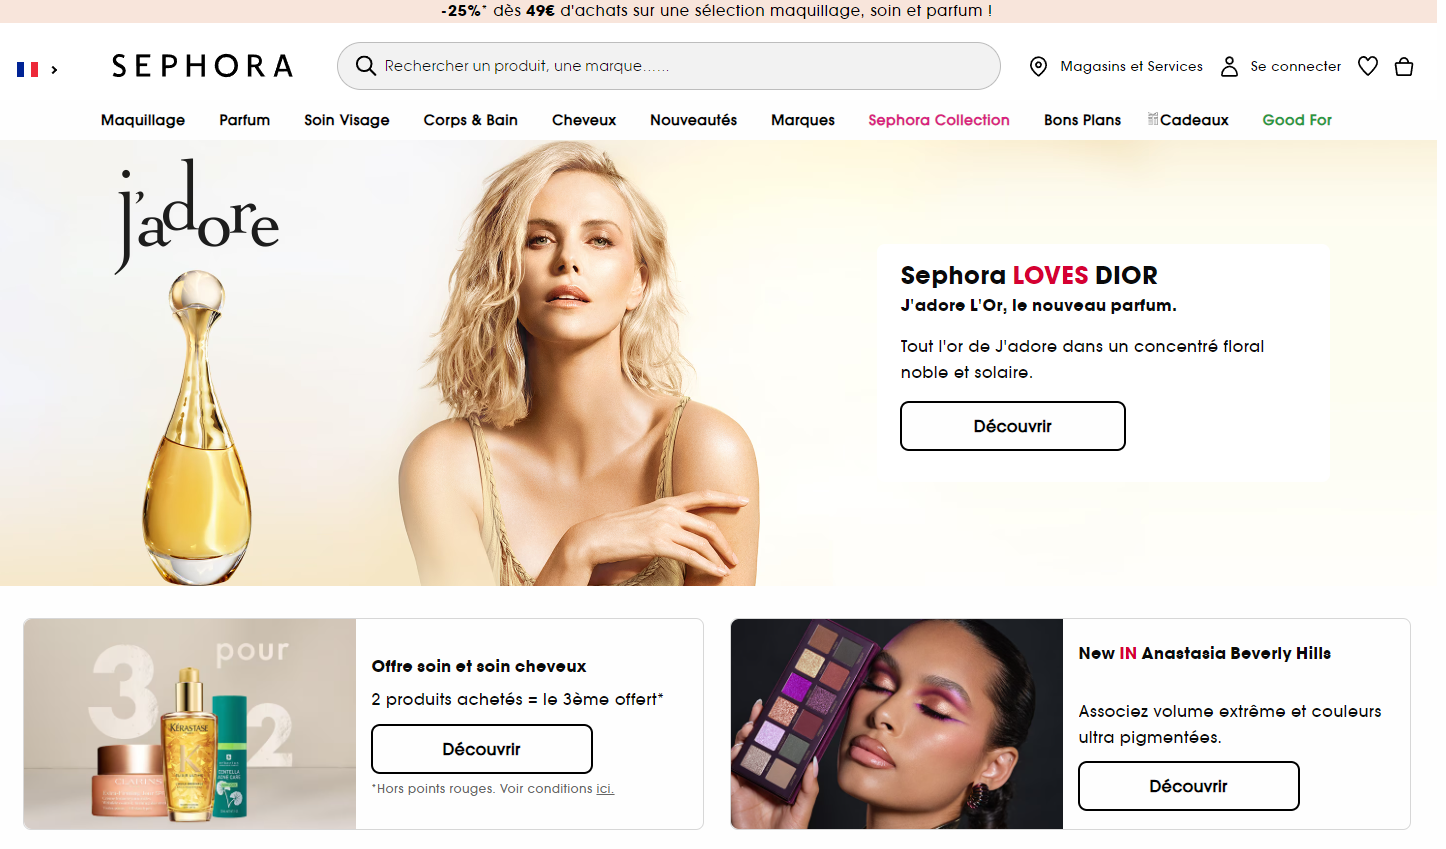 -25%* dès 49€ d'achats sur une sélection maquillage, soin et parfum !
SEPHORA
Rechercher un produit, une marque......
Magasins et Services
Se connecter
Maquillage
Parfum
Soin Visage
Corps & Bain
Cheveux
Nouveautés
Marques
Sephora Collection
Bons Plans
Cadeaux
Good For
j'adore
Sephora LOVES DIOR
J'adore L'Or, le nouveau parfum.
Tout l'or de J'adore dans un concentré floral
noble et solaire.
Découvrir
3 pour 2
KÉRASTASE
K
CLARINS
CENTELLA
Offre soin et soin cheveux
2 produits achetés = le 3ème offert*
Découvrir
*Hors points rouges. Voir conditions ici.
New IN Anastasia Beverly Hills
Associez volume extrême et couleurs
ultra pigmentées.
Découvrir